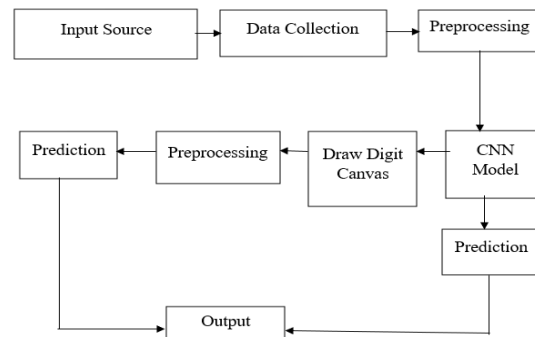 Input Source
Data Collection
Preprocessing
Prediction
Preprocessing
Draw Digit
Canvas
CNN
Model
Prediction
Output